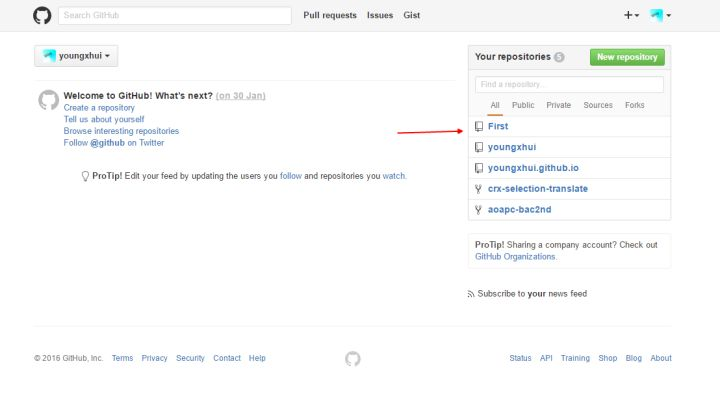 Search GitHub
Pull requests Issues Gist
youngxhui
Welcome to GitHub! What's next? (on 30 Jan)
Create a repository
Tell us about yourself
Browse interesting repositories
Follow @github on Twitter
ProTip! Edit your feed by updating the users you follow and repositories you watch.
Your repositories 5
New repository
Find a repository...
All Public Private Sources Forks
First
youngxhui
youngxhui.github.io
crx-selection-translate
aoapc-bac2nd
ProTip! Sharing a company account? Check out
GitHub Organizations.
Subscribe to your news feed
© 2016 GitHub, Inc. Terms Privacy Security Contact Help
Status API Training Shop Blog About